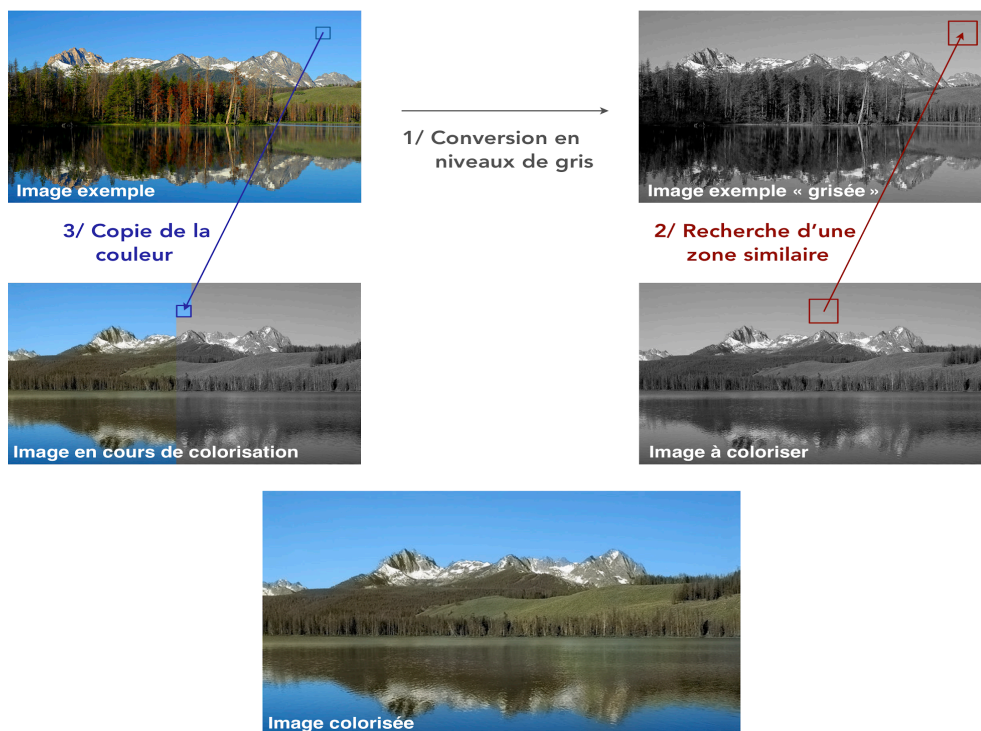 1/ Conversion en
niveaux de gris
Image exemple
Image exemple « grisée »
3/ Copie de la
couleur
2/ Recherche d'une
zone similaire
Image en cours de colorisation
Image à coloriser
Image colorisée